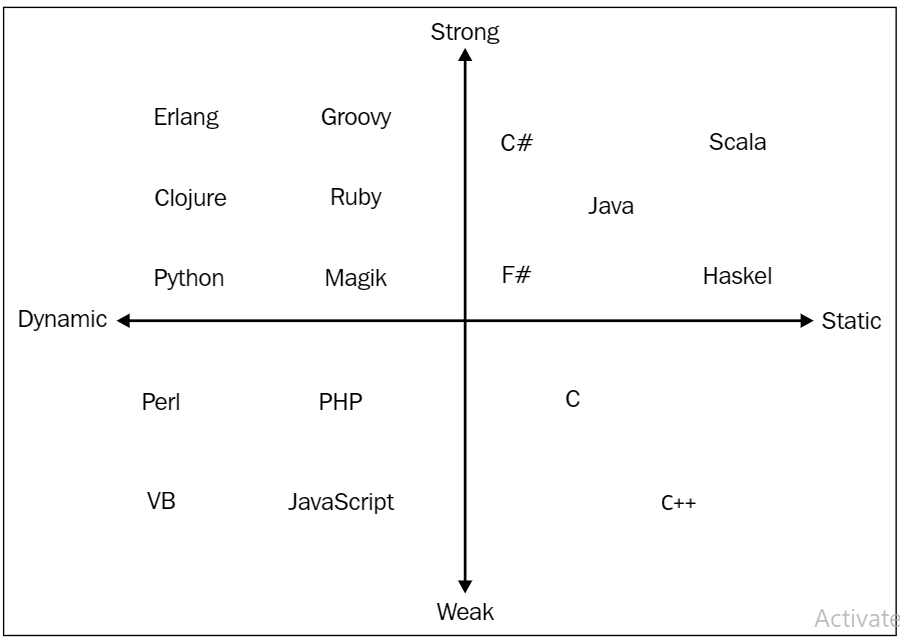 Strong
Erlang Groovy
C# Scala
Clojure Ruby
Java
Python Magik
F# Haskel
Dynamic Static
Perl PHP C
VB JavaScript C++
Weak
Activate